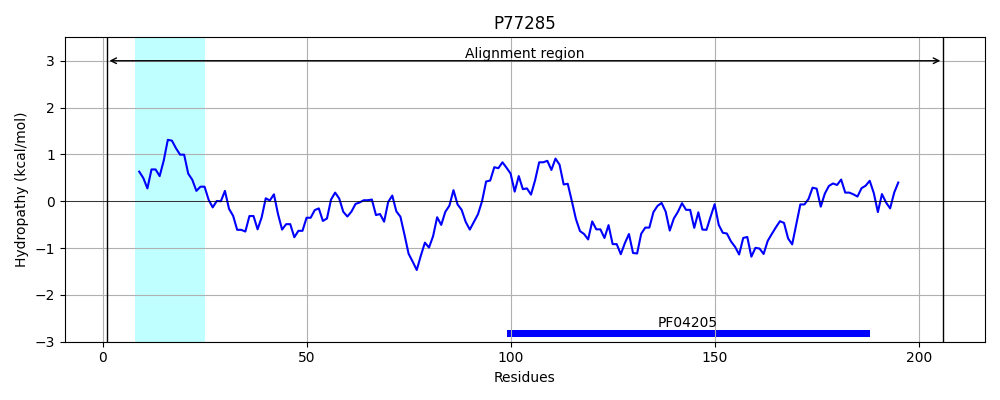 P77285
Alignment region
Hydropathy (kcal/mol)
3
2
1
0
−1
−2
−3
PF04205
0 50 100 150 200
Residues